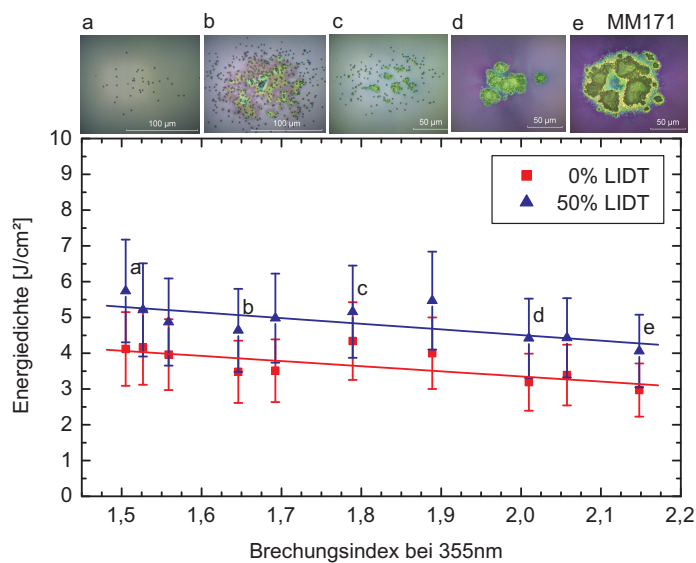 a b c d e MM171
100 µm 100 µm 50 µm 50 µm 50 µm
10
9
8
7
6
5
4
3
2
1
0
Energiedichte [J/cm²]
0% LIDT
50% LIDT
a
b
c
d
e
1,5 1,6 1,7 1,8 1,9 2,0 2,1 2,2
Brechungsindex bei 355nm